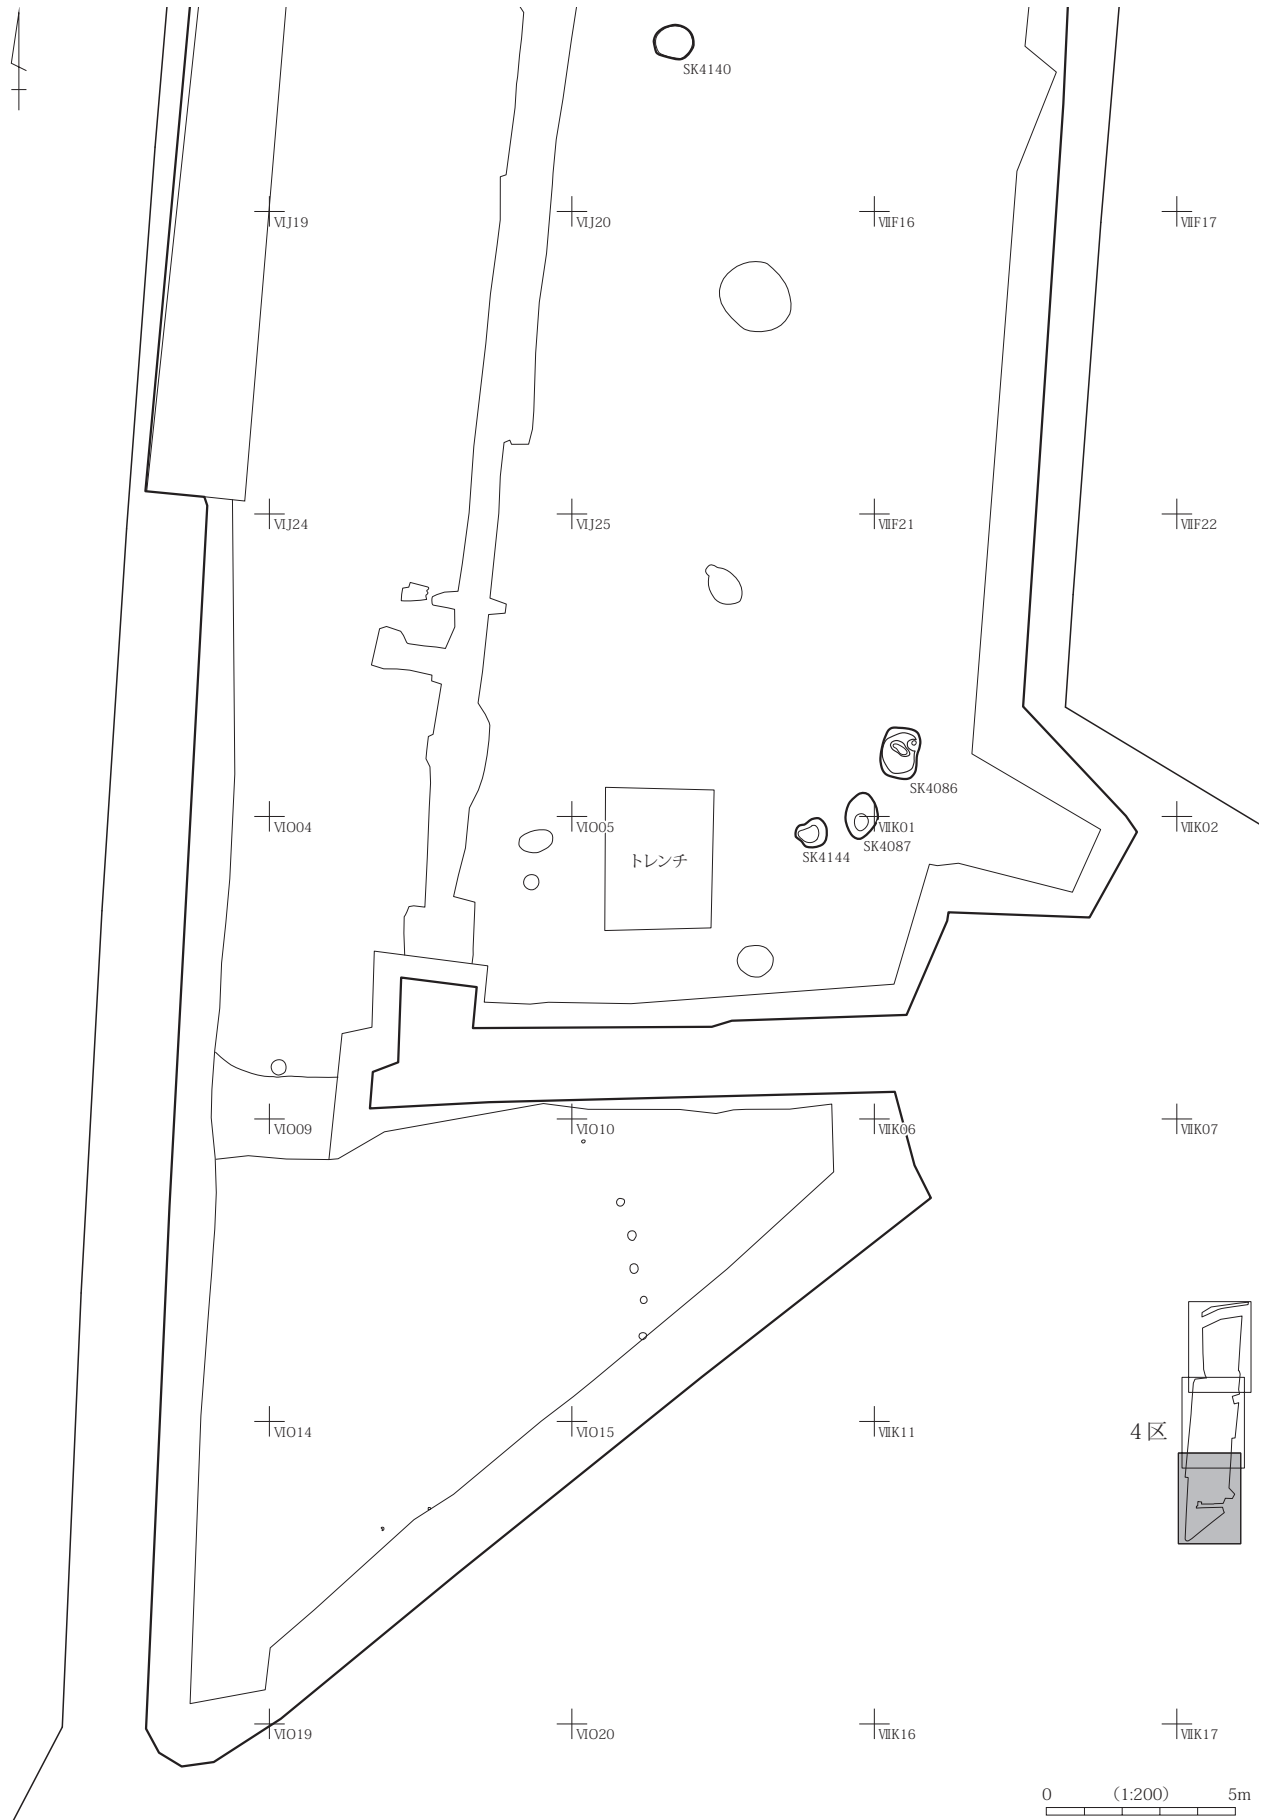 SK4140
ⅥJ19
ⅥJ20
ⅦF16
ⅦF17
ⅥJ24
ⅥJ25
ⅦF21
ⅦF22
SK4086
ⅥO04
ⅥO05
ⅦK01
ⅦK02
SK4087
SK4144
トレンチ
ⅥO09
ⅥO10
ⅦK06
ⅦK07
ⅥO14
ⅥO15
ⅦK11
4区
ⅥO19
ⅥO20
ⅦK16
ⅦK17
0 (1:200) 5m